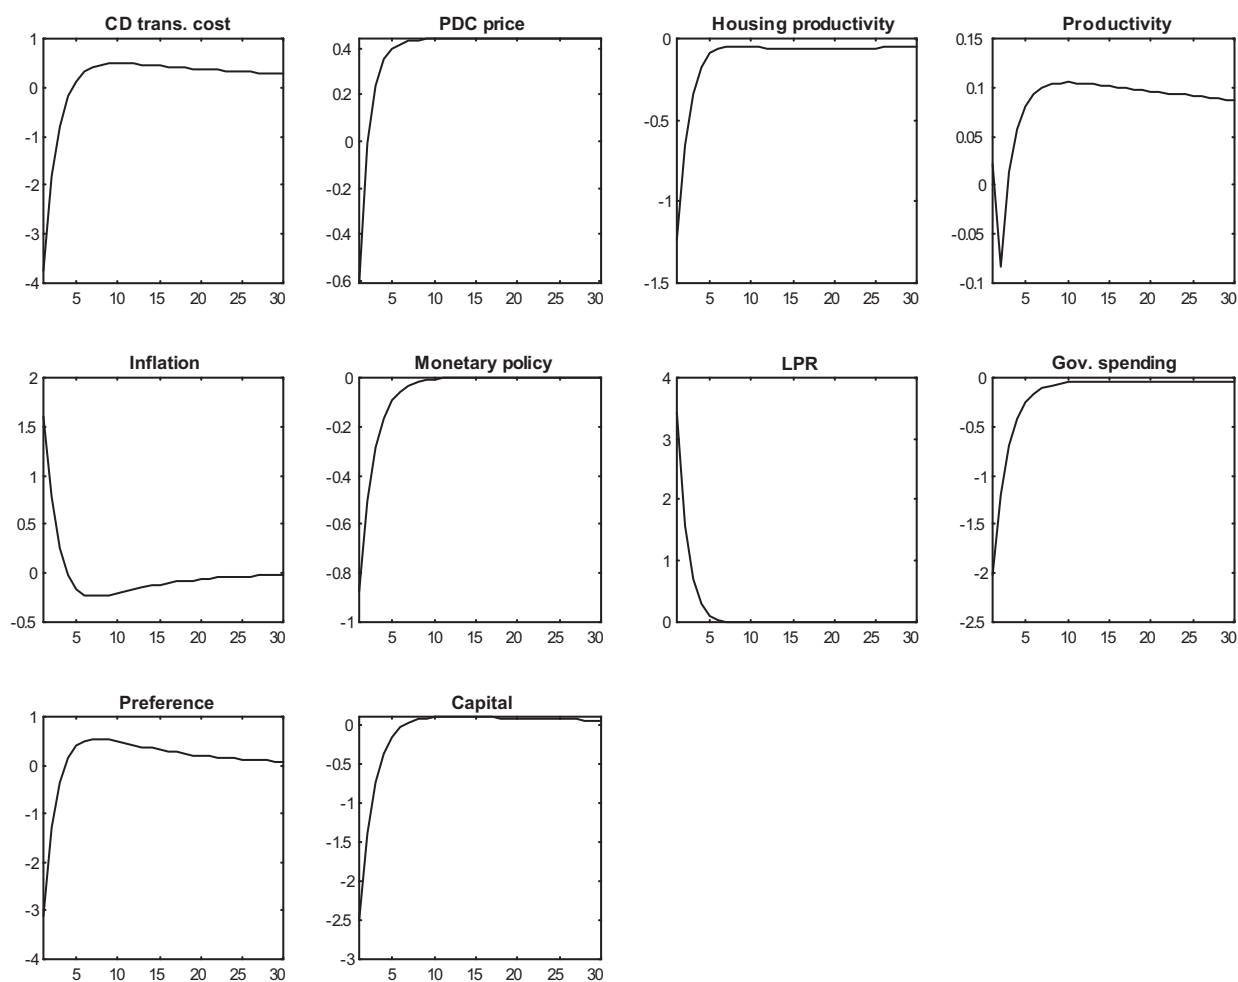 CD trans. cost
PDC price
Housing productivity
Productivity
1
0
-1
-2
-3
-4
5 10 15 20 25 30
0.4
0.2
0
-0.2
-0.4
-0.6
5 10 15 20 25 30
0
-0.5
-1
-1.5
5 10 15 20 25 30
0.15
0.1
0.05
0
-0.05
-0.1
5 10 15 20 25 30
Inflation
Monetary policy
LPR
Gov. spending
2
1.5
1
0.5
0
-0.5
5 10 15 20 25 30
0
-0.2
-0.4
-0.6
-0.8
-1
5 10 15 20 25 30
4
3
2
1
0
5 10 15 20 25 30
0
-0.5
-1
-1.5
-2
-2.5
5 10 15 20 25 30
Preference
Capital
1
0
-1
-2
-3
-4
5 10 15 20 25 30
0
-0.5
-1
-1.5
-2
-2.5
-3
5 10 15 20 25 30